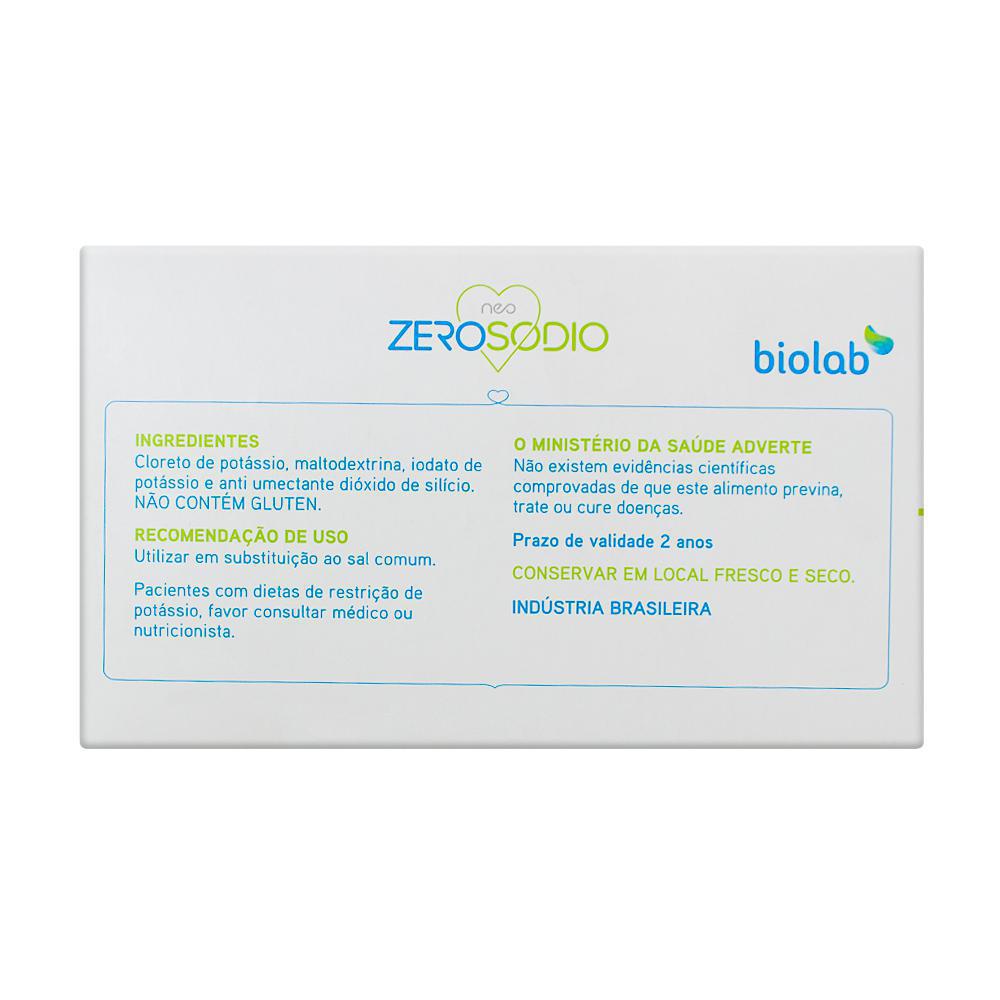 neo
ZEROSÓDIO
biolab
INGREDIENTES
Cloreto de potássio, maltodextrina, iodato de
potássio e anti umectante dióxido de silício.
NÃO CONTÉM GLUTEN.
RECOMENDAÇÃO DE USO
Utilizar em substituição ao sal comum.
Pacientes com dietas de restrição de
potássio, favor consultar médico ou
nutricionista.
O MINISTÉRIO DA SAÚDE ADVERTE
Não existem evidências científicas
comprovadas de que este alimento previna,
trate ou cure doenças.
Prazo de validade 2 anos
CONSERVAR EM LOCAL FRESCO E SECO.
INDÚSTRIA BRASILEIRA